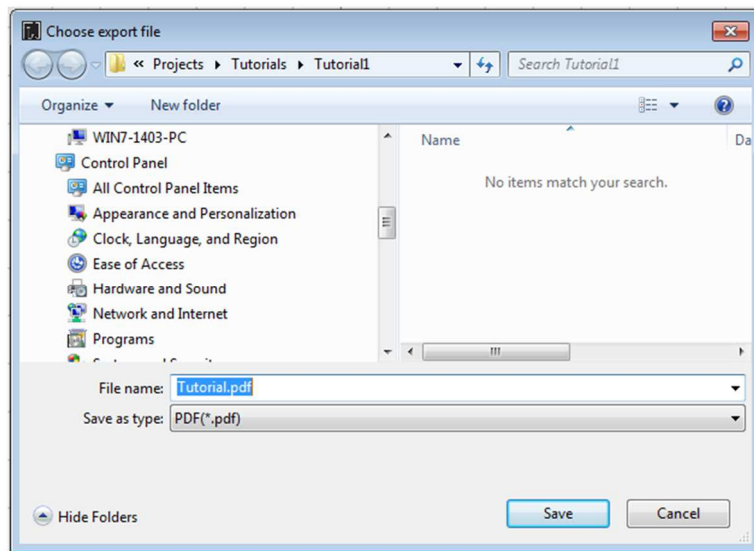 Choose export file
« Projects Tutorials Tutorial1 Search Tutorial1
Organize New folder
WIN7-1403-PC
Control Panel
All Control Panel Items
Appearance and Personalization
Clock, Language, and Region
Ease of Access
Hardware and Sound
Network and Internet
Programs
Name Da
No items match your search.
File name: Tutorial.pdf
Save as type: PDF(*.pdf)
Hide Folders Save Cancel